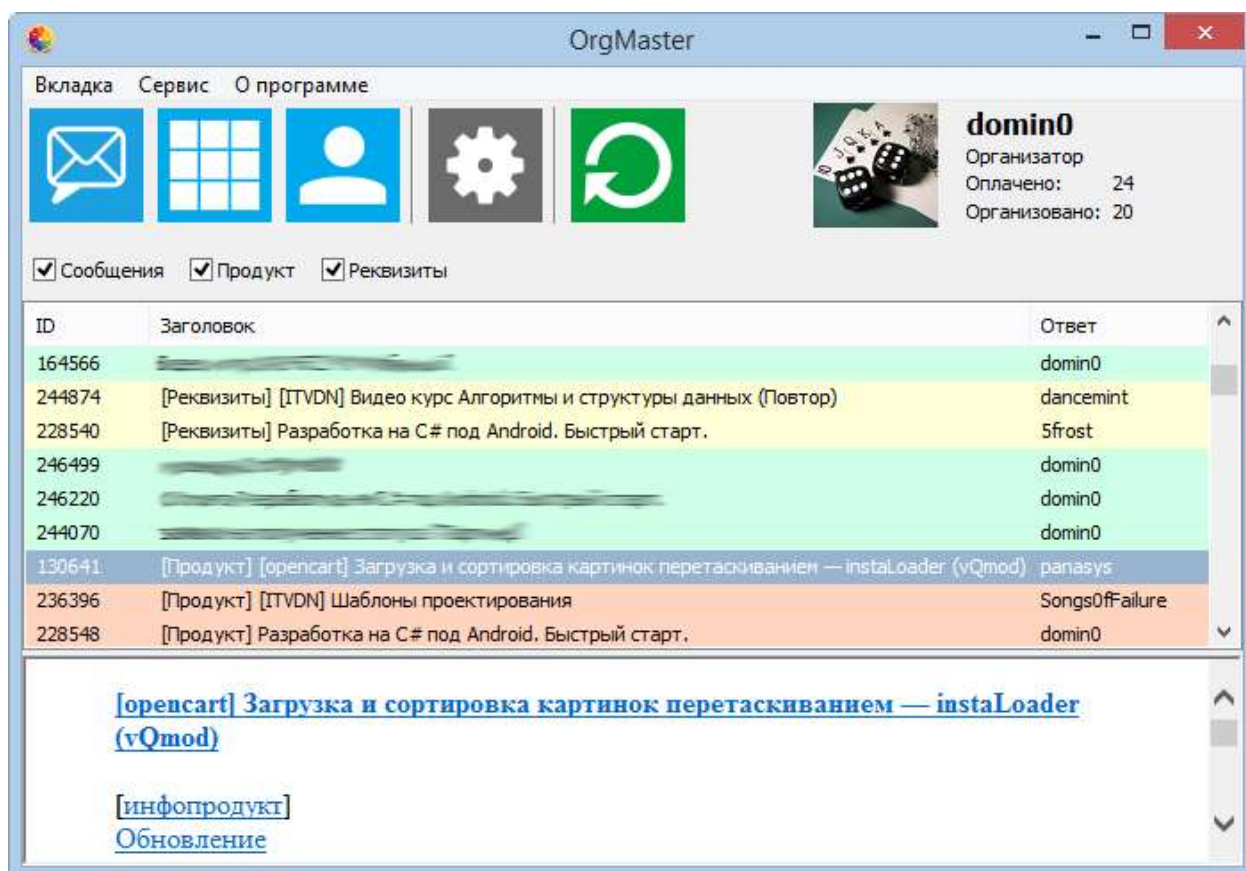 OrgMaster
Вкладка Сервис О программе
domin0
Организатор
Оплачено: 24
Организовано: 20
Сообщения Продукт Реквизиты
ID Заголовок Ответ
164566 domin0
244874 [Реквизиты] [ITVDN] Видео курс Алгоритмы и структуры данных (Повтор) dancemint
228540 [Реквизиты] Разработка на C# под Android. Быстрый старт. 5frost
246499 domin0
246220 domin0
244070 domin0
130641 [Продукт] [opencart] Загрузка и сортировка картинок перетаскиванием — instaLoader (vQmod) panasys
236396 [Продукт] [ITVDN] Шаблоны проектирования SongsOfFailure
228548 [Продукт] Разработка на C# под Android. Быстрый старт. domin0
[opencart] Загрузка и сортировка картинок перетаскиванием — instaLoader
(vQmod)
[инфопродукт]
Обновление